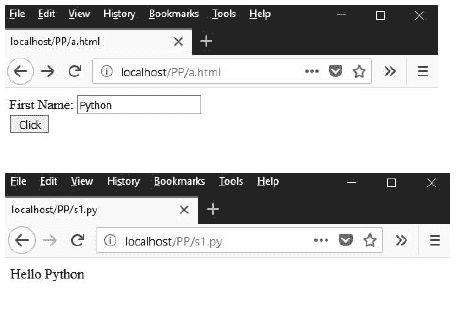 File Edit View History Bookmarks Tools Help
localhost/PP/a.html
localhost/PP/a.html
First Name: Python
Click
File Edit View History Bookmarks Tools Help
localhost/PP/s1.py
localhost/PP/s1.py
Hello Python